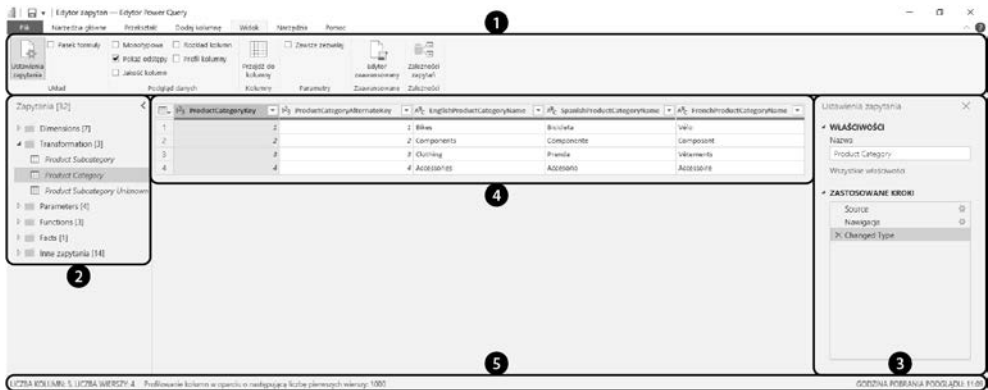 Edytor zapytań — Edytor Power Query
Plik Narzędzia główne Przekształć Dodaj kolumnę Widok Narzędzia Pomoc
1
Ustawienia zapytania
Pasek formuły
Układ
Monotypowe Rozkład kolumn
Pokaż odstępy Profil kolumny
Jakość kolumn
Podgląd danych
Przejdź do kolumny
Kolumny
Zawsze zezwalaj
Parametry
Edytor zaawansowany
Zaawansowane
Zależności zapytań
Zależności
Zapytania [32]
Dimensions [7]
Transformation [3]
Product Subcategory
Product Category
Product Subcategory Unknown
Parameters [4]
Functions [3]
Facts [1]
Inne zapytania [14]
2
ProductCategoryKey ProductCategoryAlternateKey EnglishProductCategoryName SpanishProductCategoryName FrenchProductCategoryName
1 1 1 Bikes Bicicleta Vélo
2 2 2 Components Componente Composant
3 3 3 Clothing Prenda Vêtements
4 4 4 Accessories Accesorio Accessoire
4
Ustawienia zapytania
WŁAŚCIWOŚCI
Nazwa
Product Category
Wszystkie właściwości
ZASTOSOWANE KROKI
Source
Nawigacja
Changed Type
3
5
LICZBA KOLUMN: 5, LICZBA WIERSZY: 4 Profilowanie kolumn w oparciu o następującą liczbę pierwszych wierszy: 1000
GODZINA POBRANIA PODGLĄDU: 11:09